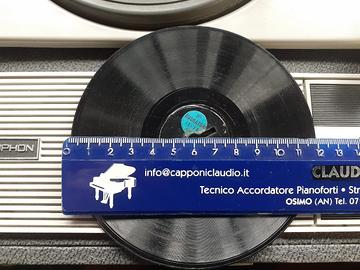 PHON
0 1 2 3 4 5 6 7 8 9 10 11 12 13
info@capponiclaudio.it
CLAUD
Tecnico Accordatore Pianoforti • Str
OSIMO (AN) Tel. 07